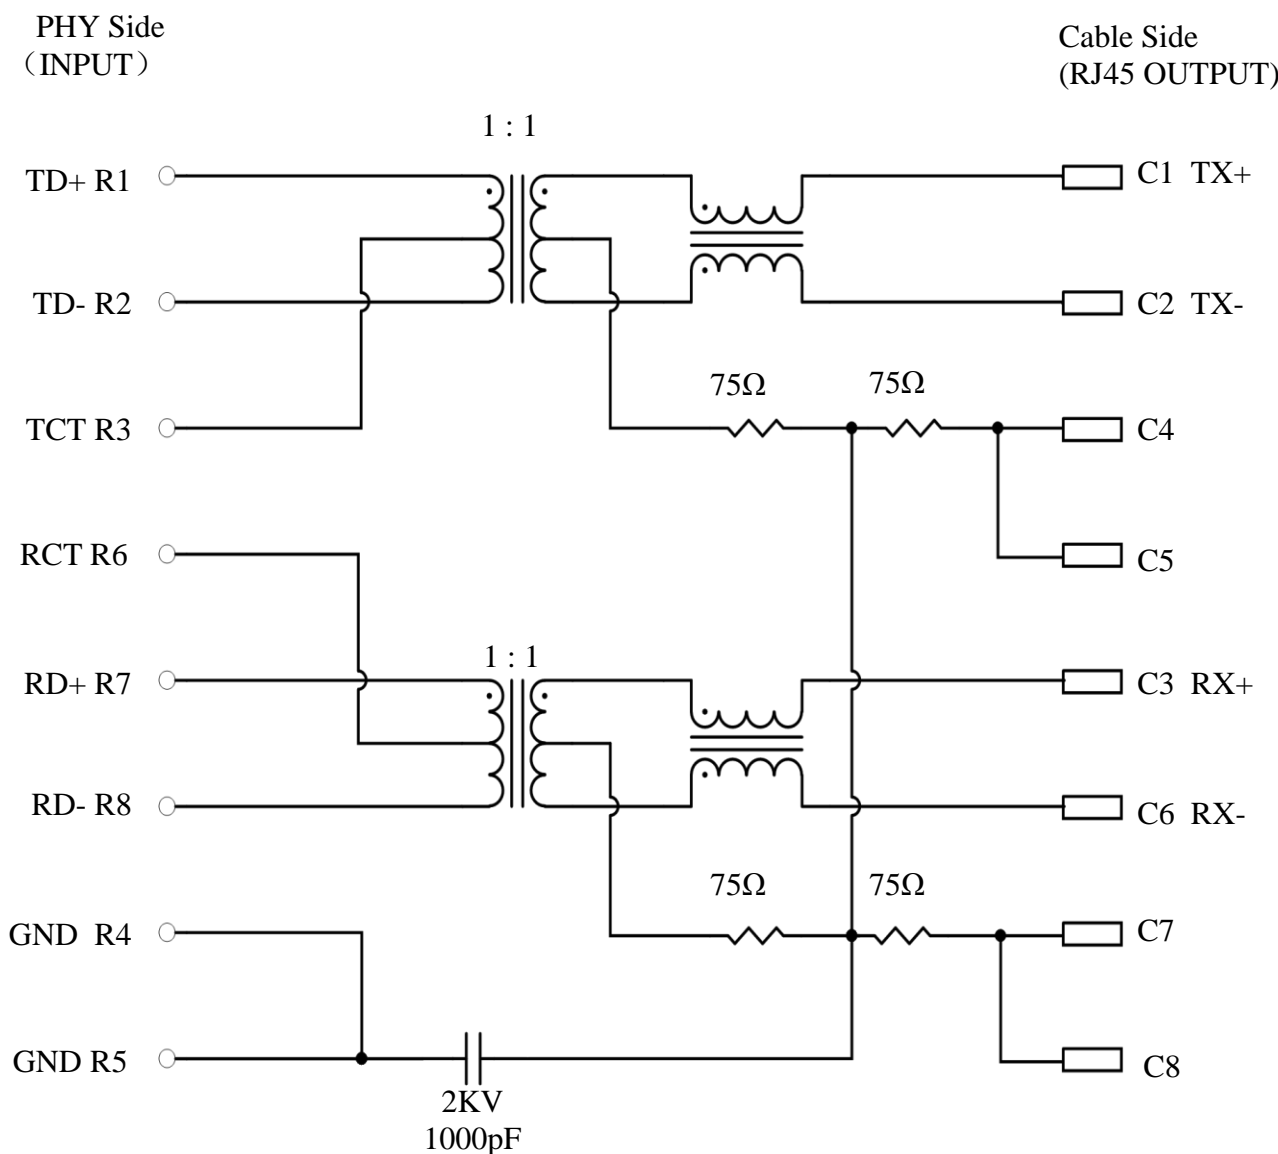 PHY Side
（INPUT）
Cable Side
(RJ45 OUTPUT)
1 : 1
TD+ R1
C1 TX+
TD- R2
C2 TX-
75Ω
75Ω
TCT R3
C4
RCT R6
C5
1 : 1
RD+ R7
C3 RX+
RD- R8
C6 RX-
75Ω
75Ω
GND R4
C7
GND R5
C8
2KV
1000pF